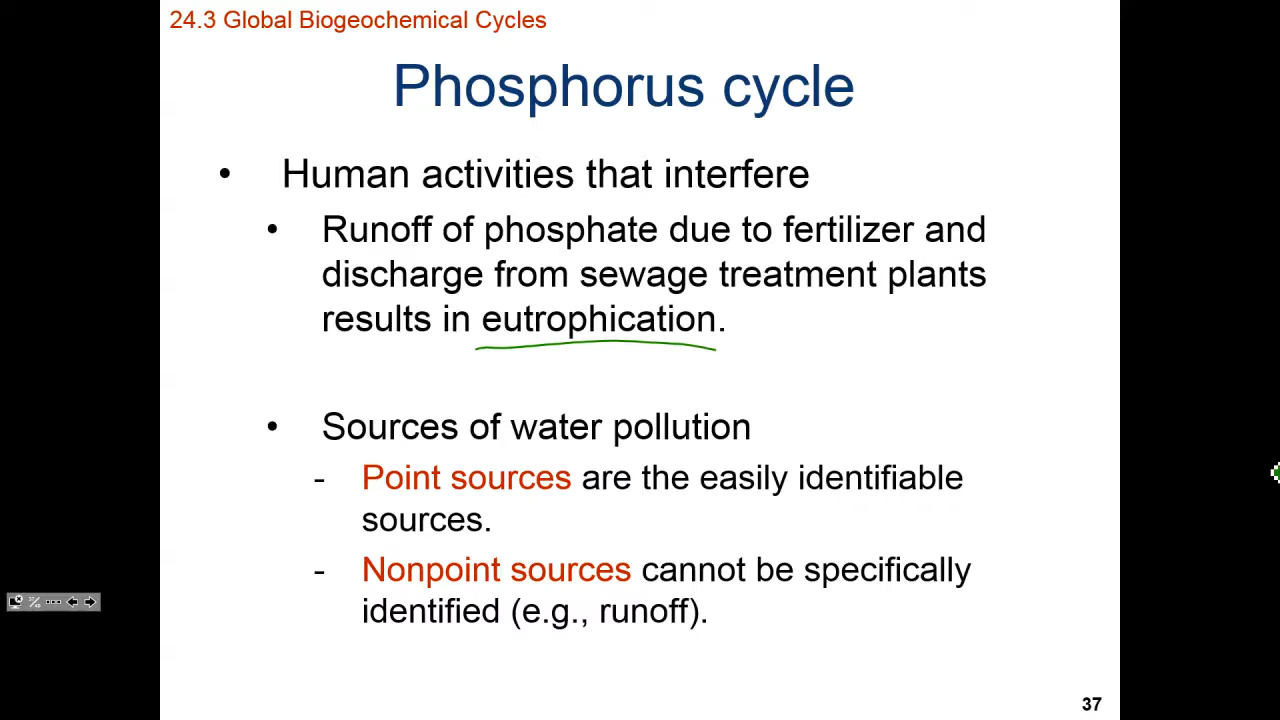 24.3 Global Biogeochemical Cycles
Phosphorus cycle
• Human activities that interfere
• Runoff of phosphate due to fertilizer and
discharge from sewage treatment plants
results in eutrophication.
• Sources of water pollution
- Point sources are the easily identifiable
sources.
- Nonpoint sources cannot be specifically
identified (e.g., runoff).
37